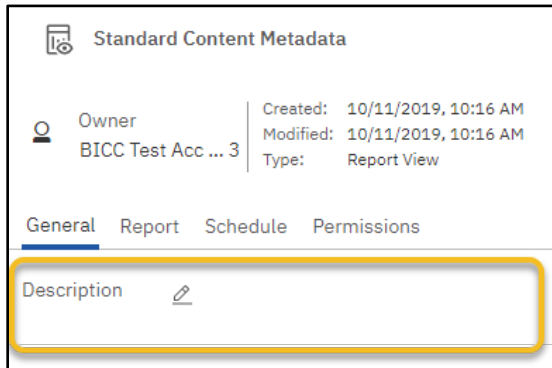 Standard Content Metadata
Owner
BICC Test Acc ... 3
Created: 10/11/2019, 10:16 AM
Modified: 10/11/2019, 10:16 AM
Type: Report View
General Report Schedule Permissions
Description